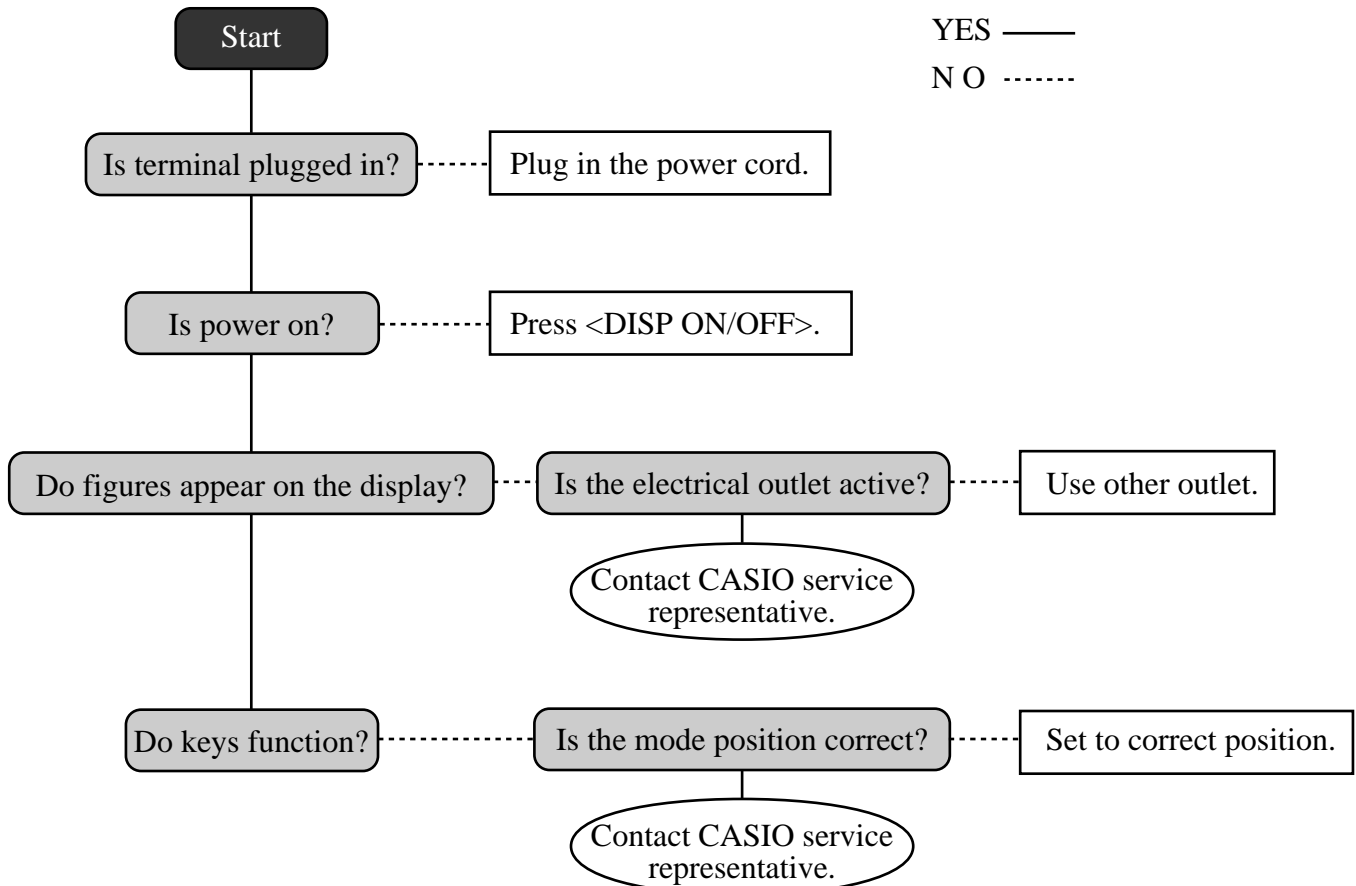 Start
YES
N O
Is terminal plugged in?
Plug in the power cord.
Is power on?
Press <DISP ON/OFF>.
Do figures appear on the display?
Is the electrical outlet active?
Use other outlet.
Contact CASIO service
representative.
Do keys function?
Is the mode position correct?
Set to correct position.
Contact CASIO service
representative.